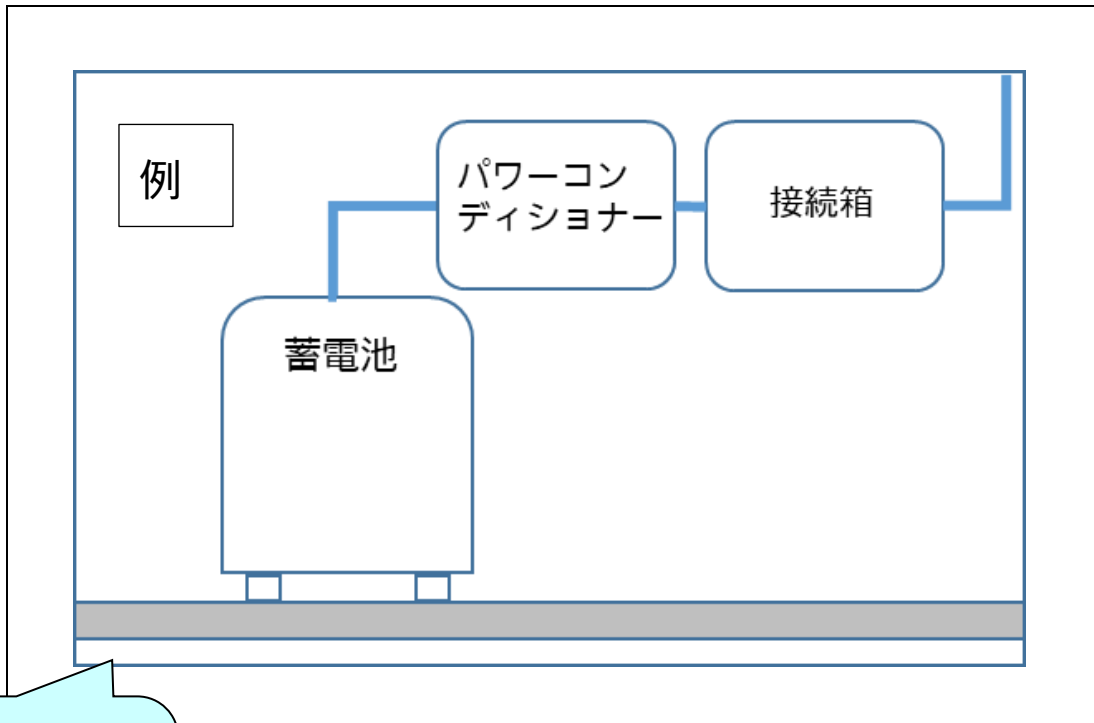 例
パワーコン
ディショナー
接続箱
蓄電池